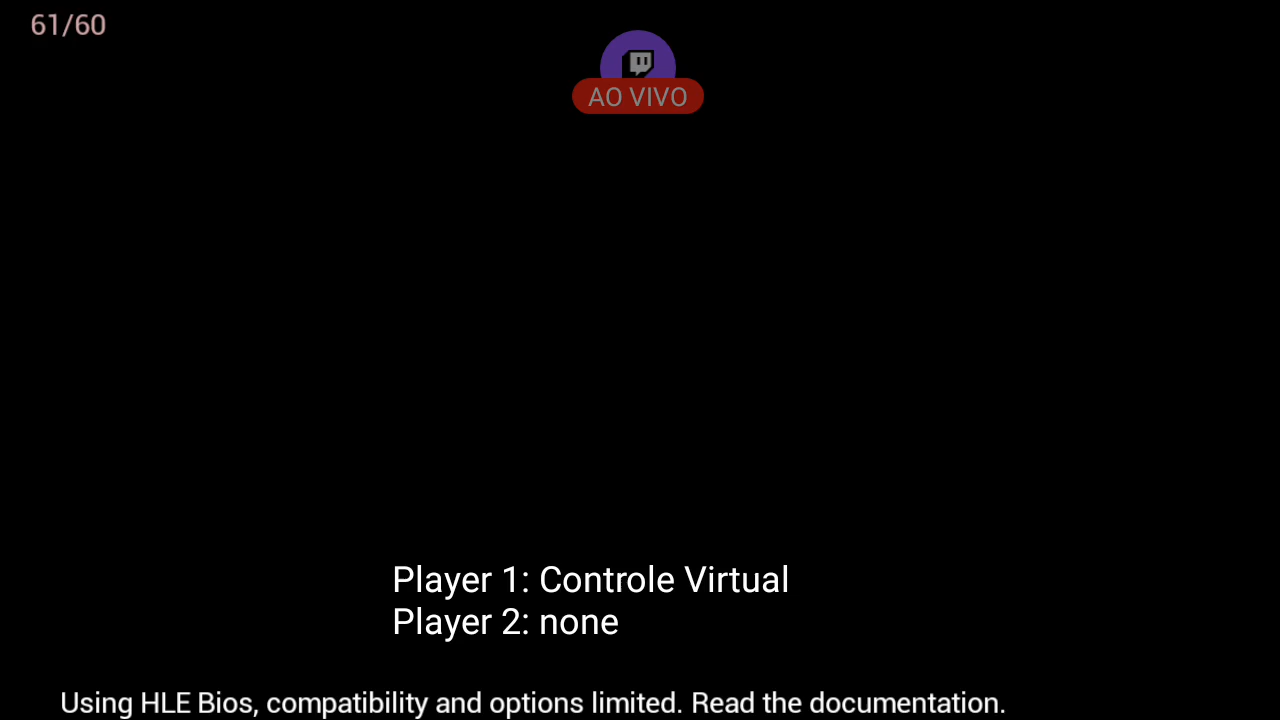 61/60
AO VIVO
Player 1: Controle Virtual
Player 2: none
Using HLE Bios, compatibility and options limited. Read the documentation.